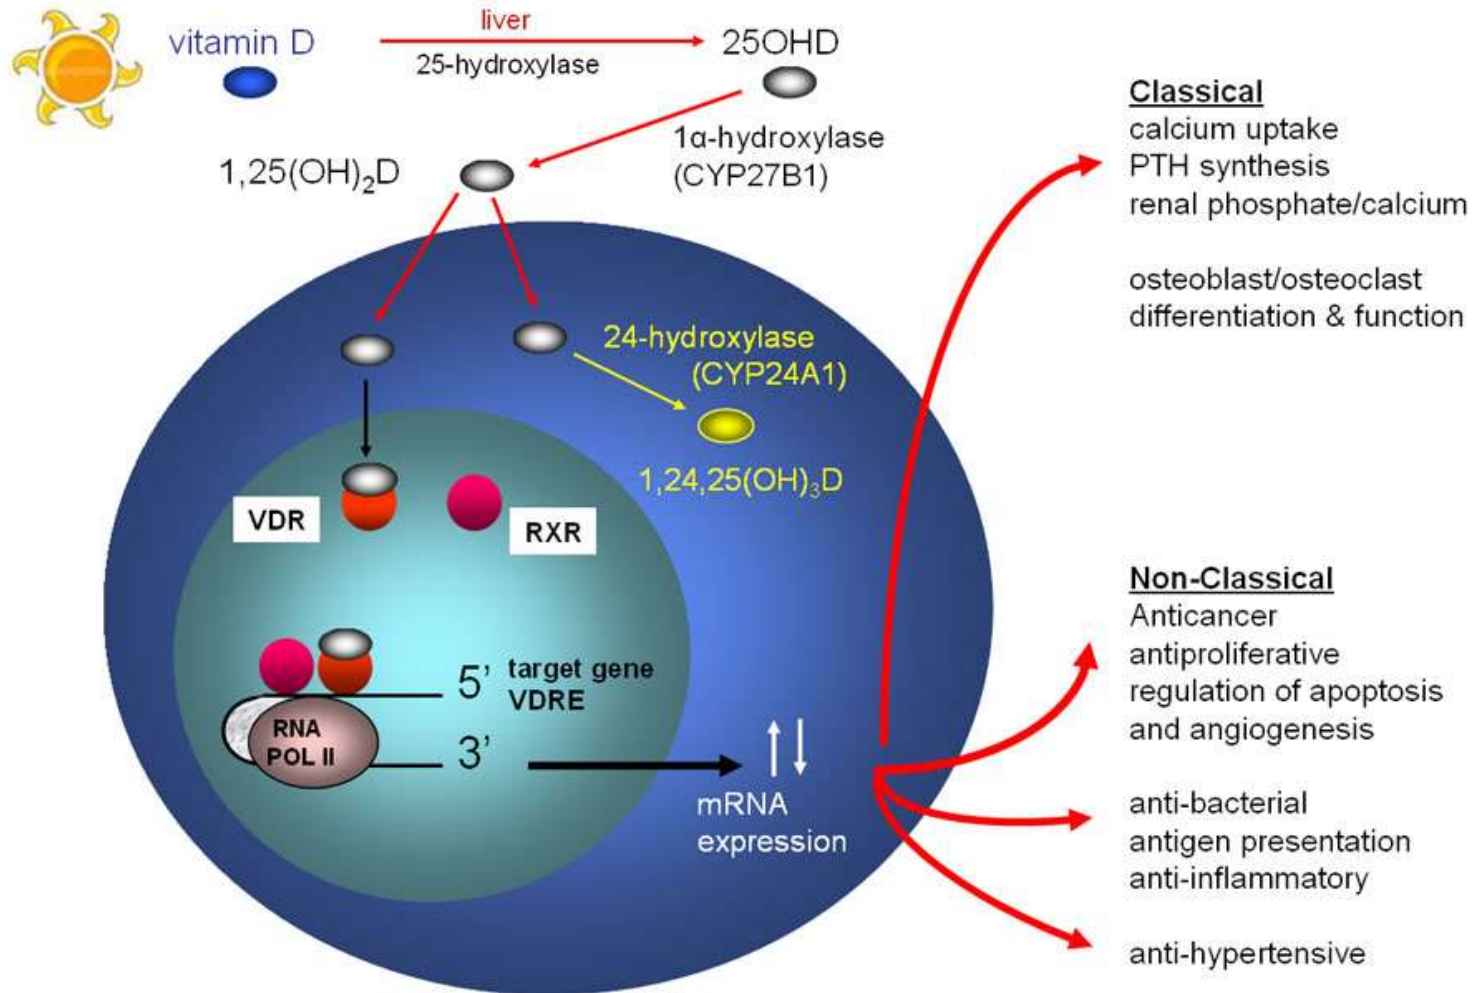 liver
vitamin D
25OHD
25-hydroxylase
1α-hydroxylase
(CYP27B1)
1,25(OH)₂D
24-hydroxylase
(CYP24A1)
1,24,25(OH)₃D
VDR
RXR
5’
target gene
VDRE
RNA
POL II
3’
mRNA
expression
Classical
calcium uptake
PTH synthesis
renal phosphate/calcium
osteoblast/osteoclast
differentiation & function
Non-Classical
Anticancer
antiproliferative
regulation of apoptosis
and angiogenesis
anti-bacterial
antigen presentation
anti-inflammatory
anti-hypertensive